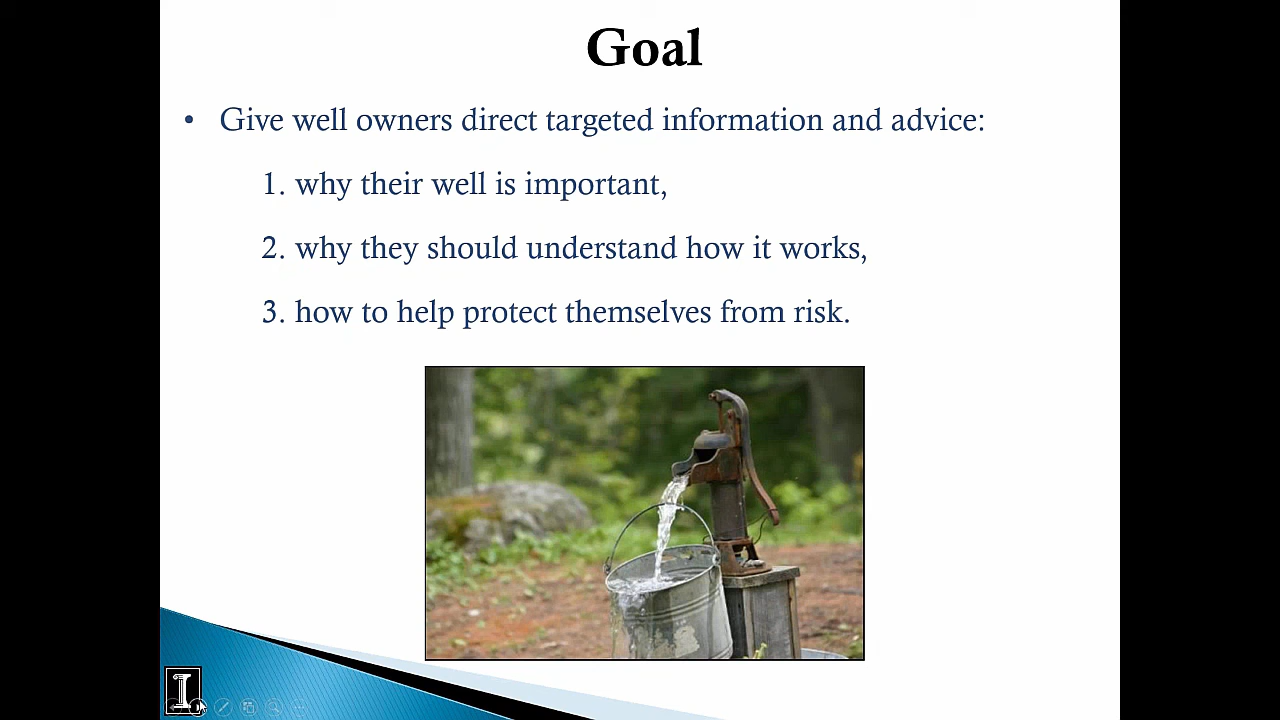 Goal
• Give well owners direct targeted information and advice:
1. why their well is important,
2. why they should understand how it works,
3. how to help protect themselves from risk.
I